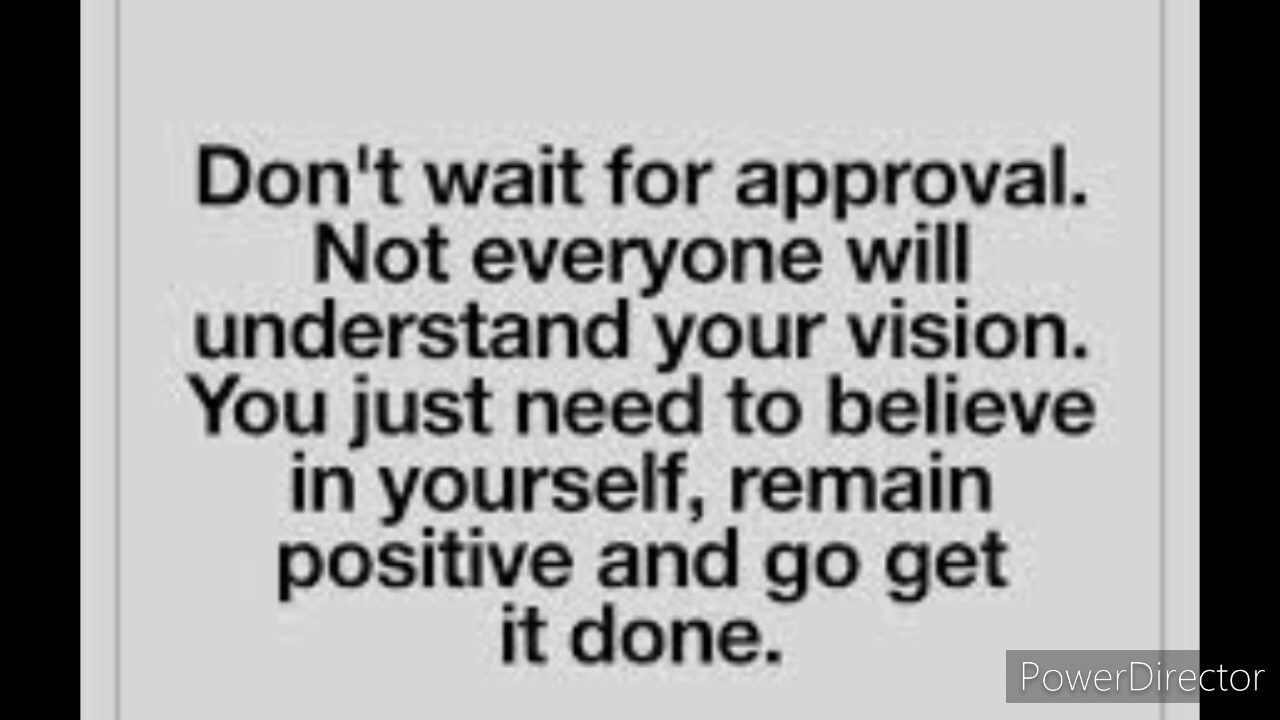 Don't wait for approval.
Not everyone will
understand your vision.
You just need to believe
in yourself, remain
positive and go get
it done.
PowerDirector